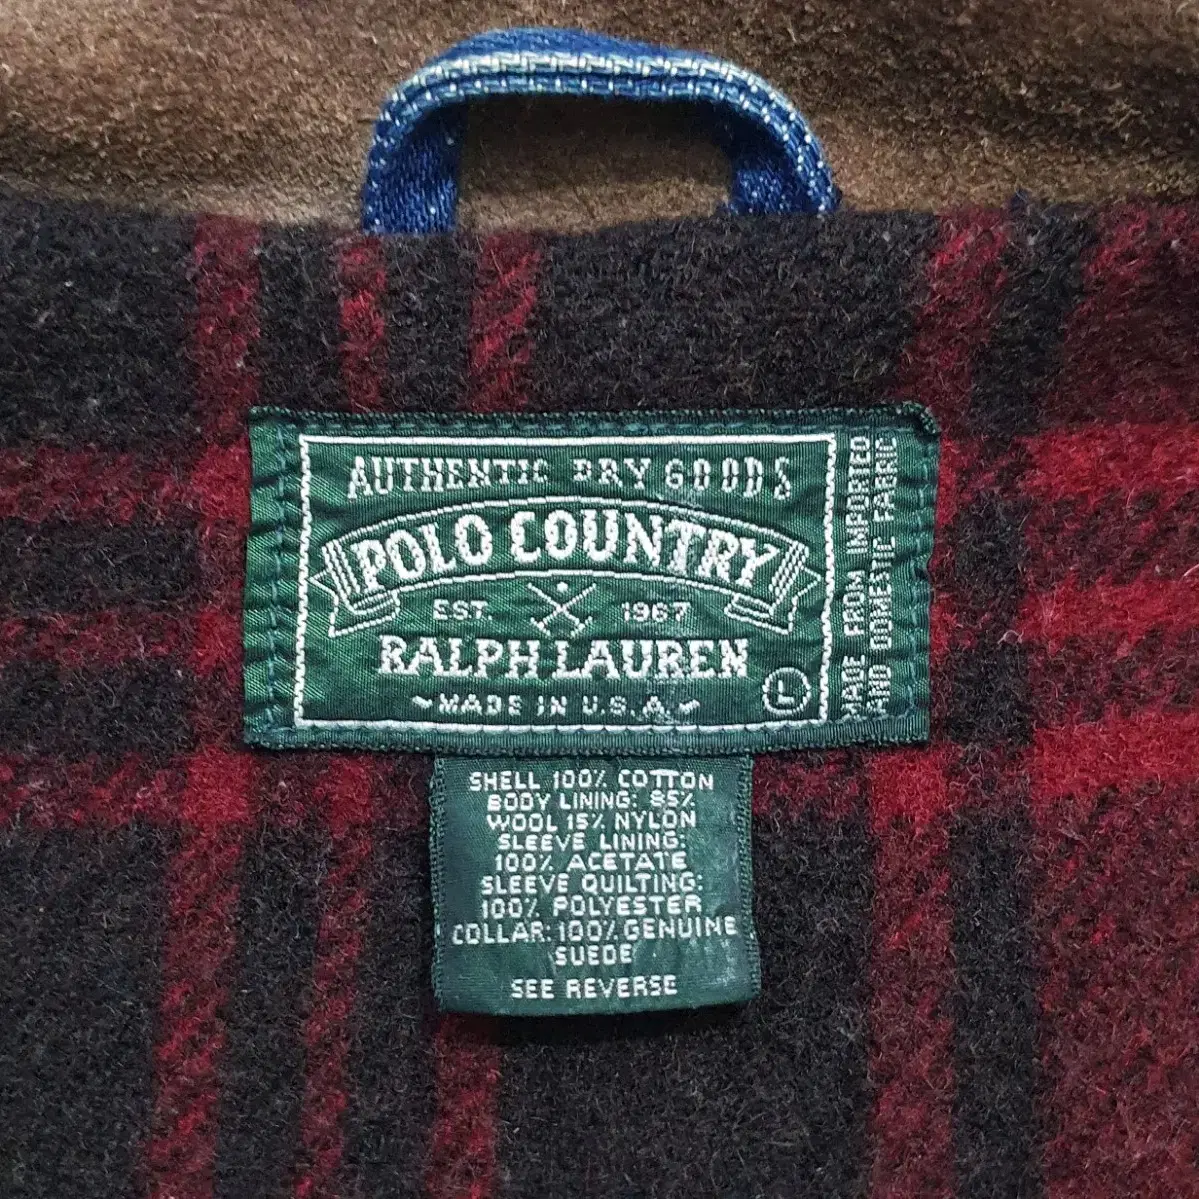 AUTHENTIC DRY GOODS
POLO COUNTRY
EST. 1967
RALPH LAUREN
~MADE IN U.S.A.~
L
MADE FROM IMPORTED
AND DOMESTIC FABRIC
SHELL 100% COTTON
BODY LINING: 85%
WOOL 15% NYLON
SLEEVE LINING:
100% ACETATE
SLEEVE QUILTING:
100% POLYESTER
COLLAR: 100% GENUINE
SUEDE
SEE REVERSE